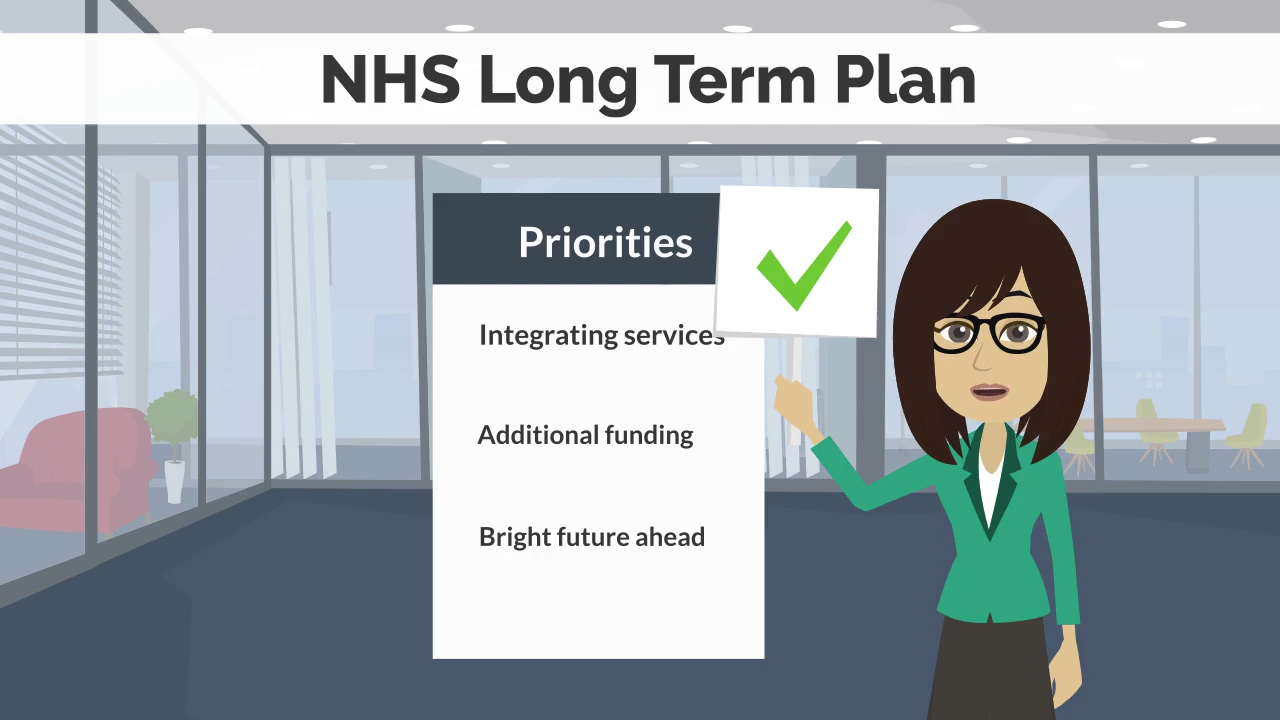 NHS Long Term Plan
Priorities
Integrating services
Additional funding
Bright future ahead